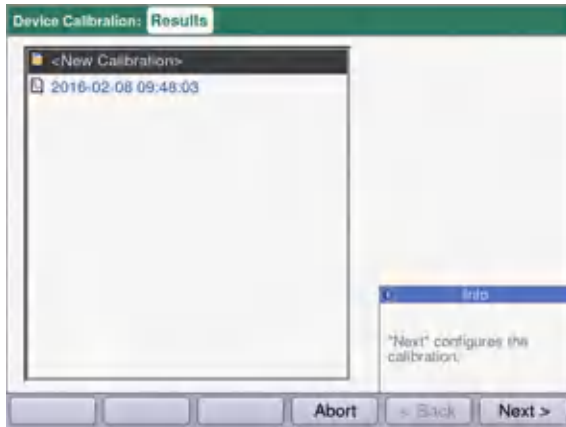 Device Calibration: Results
<New Calibration>
2016-02-08 09:48:03
Info
"Next" configures the
calibration.
Abort
< Back
Next >